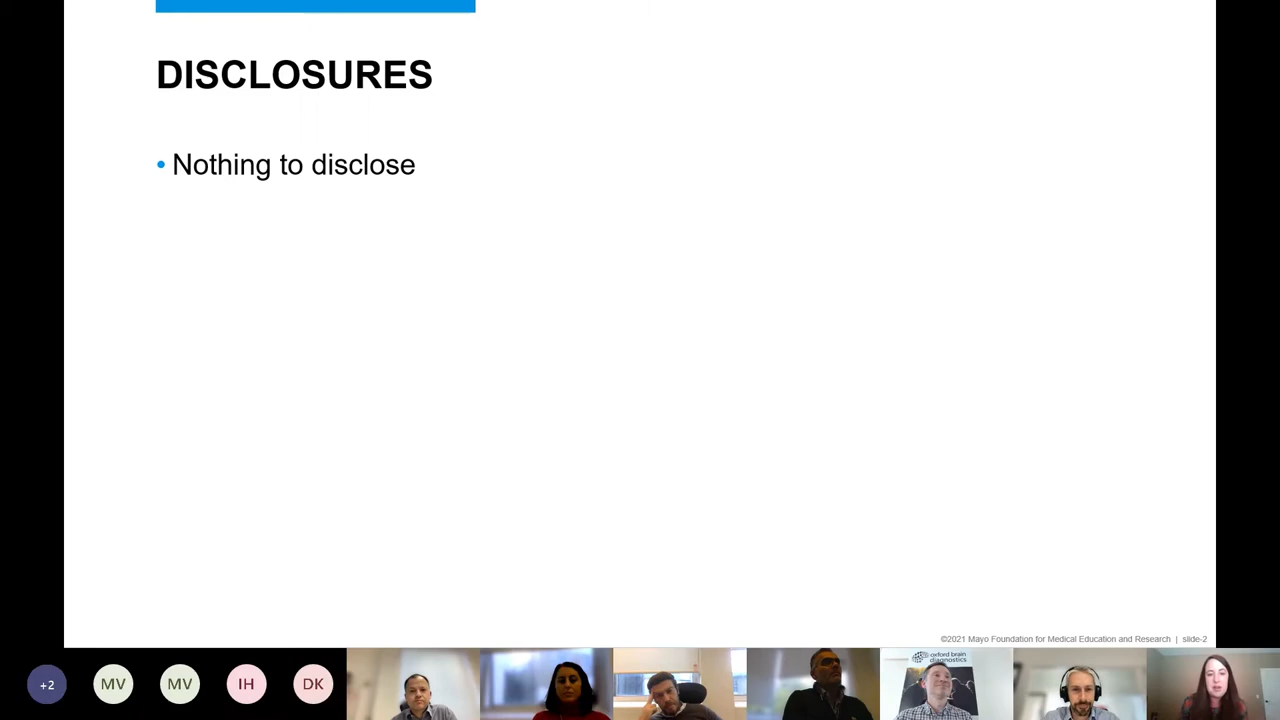 DISCLOSURES
• Nothing to disclose
©2021 Mayo Foundation for Medical Education and Research | slide-2
+2
MV
MV
IH
DK
oxford brain
diagnostics